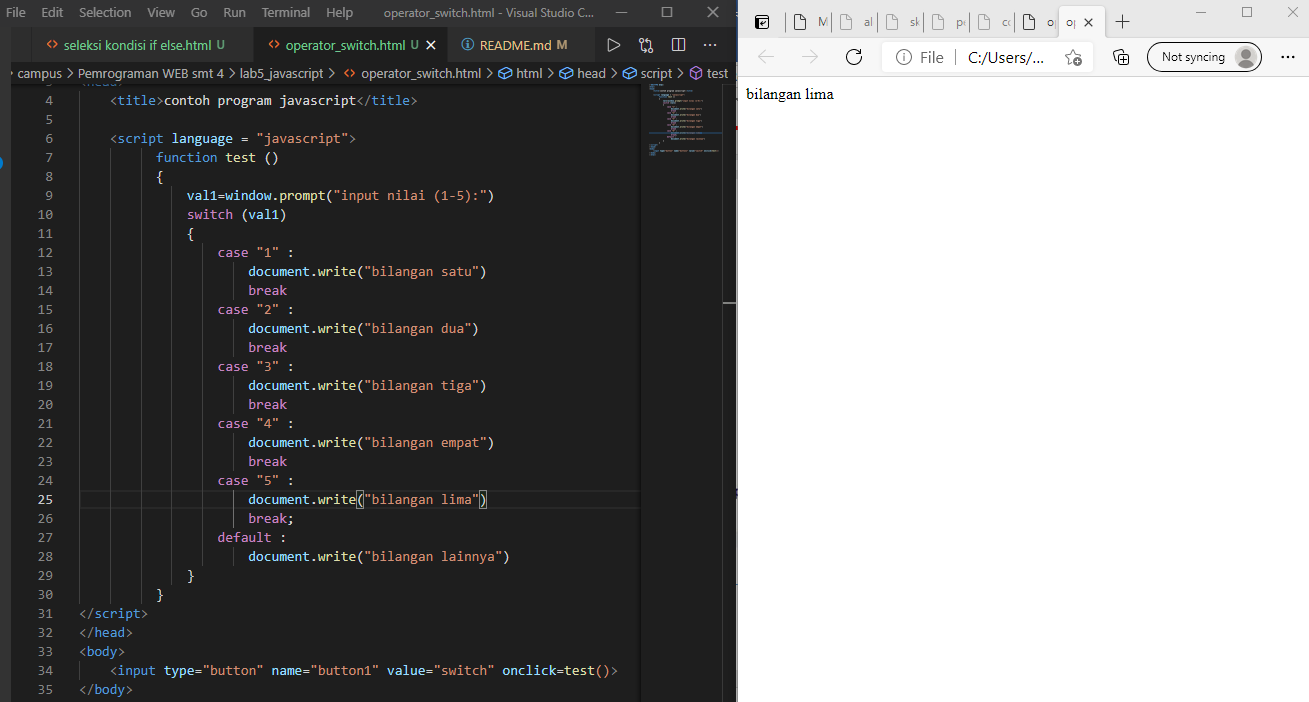 File Edit Selection View Go Run Terminal Help operator_switch.html - Visual Studio C...
seleksi kondisi if else.html U operator_switch.html U README.md M
campus > Pemrograman WEB smt 4 > lab5_javascript > operator_switch.html > html > head > script > test
4 <title>contoh program javascript</title>
5
6 <script language = "javascript">
7 function test ()
8 {
9 val1=window.prompt("input nilai (1-5):")
10 switch (val1)
11 {
12 case "1" :
13 document.write("bilangan satu")
14 break
15 case "2" :
16 document.write("bilangan dua")
17 break
18 case "3" :
19 document.write("bilangan tiga")
20 break
21 case "4" :
22 document.write("bilangan empat")
23 break
24 case "5" :
25 document.write("bilangan lima")
26 break;
27 default :
28 document.write("bilangan lainnya")
29 }
30 }
31 </script>
32 </head>
33 <body>
34 <input type="button" name="button1" value="switch" onclick=test()>
35 </body>
File C:/Users/... Not syncing
bilangan lima